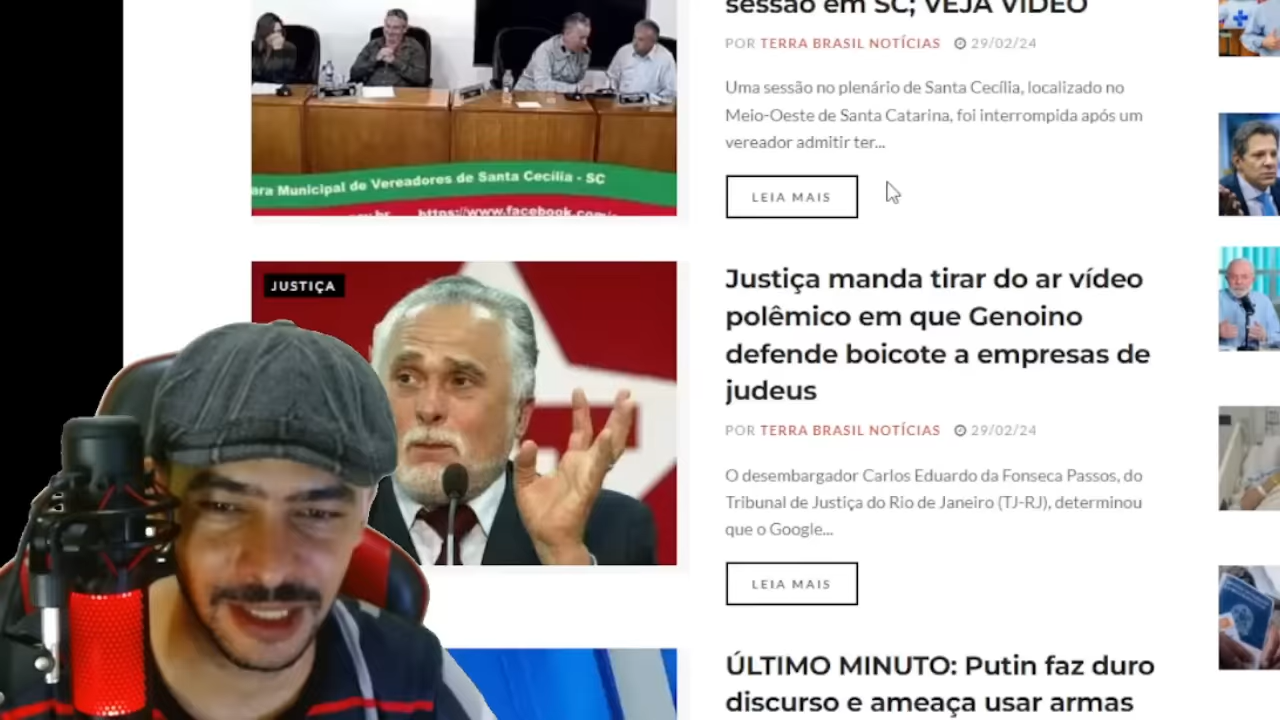 sessão em SC; VEJA VÍDEO
POR TERRA BRASIL NOTÍCIAS 29/02/24
Uma sessão no plenário de Santa Cecília, localizado no
Meio-Oeste de Santa Catarina, foi interrompida após um
vereador admitir ter...
LEIA MAIS
ara Municipal de Vereadores de Santa Cecília - SC
https://www.facebook.com/
JUSTIÇA
Justiça manda tirar do ar vídeo
polêmico em que Genoino
defende boicote a empresas de
judeus
POR TERRA BRASIL NOTÍCIAS 29/02/24
O desembargador Carlos Eduardo da Fonseca Passos, do
Tribunal de Justiça do Rio de Janeiro (TJ-RJ), determinou
que o Google...
LEIA MAIS
ÚLTIMO MINUTO: Putin faz duro
discurso e ameaça usar armas